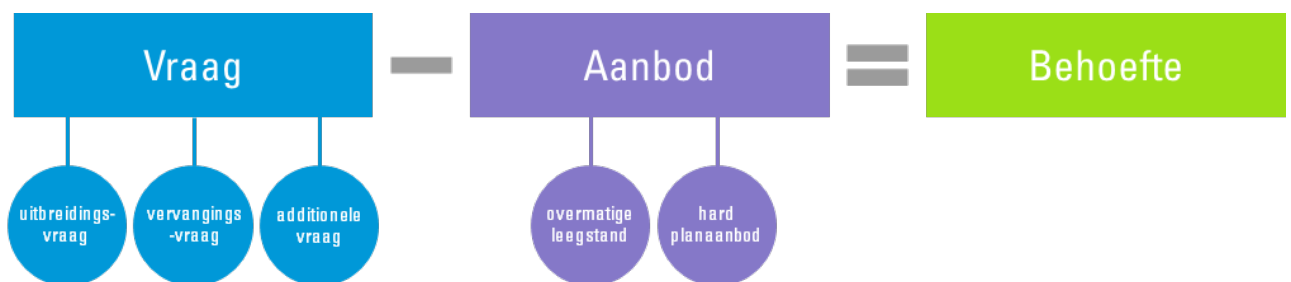 Vraag
Aanbod
Behoefte
uitbreidings-
vraag
vervangings
-vraag
additionele
vraag
overmatige
leegstand
hard
planaanbod